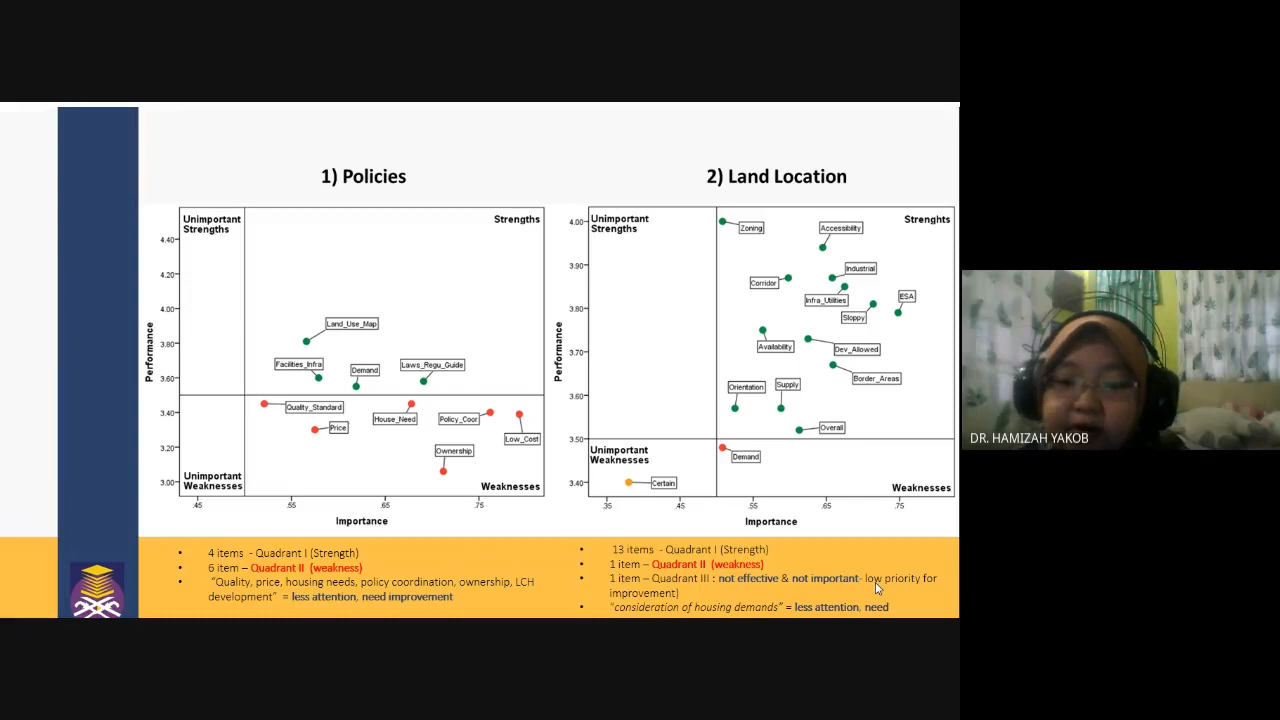 1) Policies
Unimportant
Strengths
Strengths
4.40
4.20
4.00
3.80
3.60
3.40
3.20
3.00
Performance
Land_Use_Map
Facilities_Infra
Demand
Laws_Regu_Guide
Quality_Standard
House_Need
Policy_Coor
Price
Low_Cost
Ownership
Unimportant
Weaknesses
Weaknesses
.45
.55
.65
.75
Importance
2) Land Location
Unimportant
Strengths
Strenghts
4.00
3.90
3.80
3.70
3.60
3.50
3.40
Performance
Zoning
Accessibility
Industrial
Corridor
Infra_Utilities
ESA
Sloppy
Availability
Dev_Allowed
Border_Areas
Orientation
Supply
Overall
Unimportant
Weaknesses
Demand
Certain
Weaknesses
.35
.45
.55
.65
.75
Importance
• 4 items - Quadrant I (Strength)
• 6 item – Quadrant II (weakness)
• "Quality, price, housing needs, policy coordination, ownership, LCH
development" = less attention, need improvement
• 13 items - Quadrant I (Strength)
• 1 item – Quadrant II (weakness)
• 1 item – Quadrant III : not effective & not important- low priority for
improvement)
• "consideration of housing demands" = less attention, need
DR. HAMIZAH YAKOB